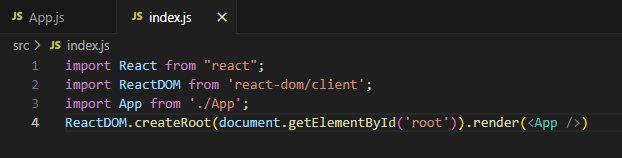 JS App.js JS index.js ×
src > JS index.js
1 import React from "react";
2 import ReactDOM from 'react-dom/client';
3 import App from './App';
4 ReactDOM.createRoot(document.getElementById('root')).render(<App />)